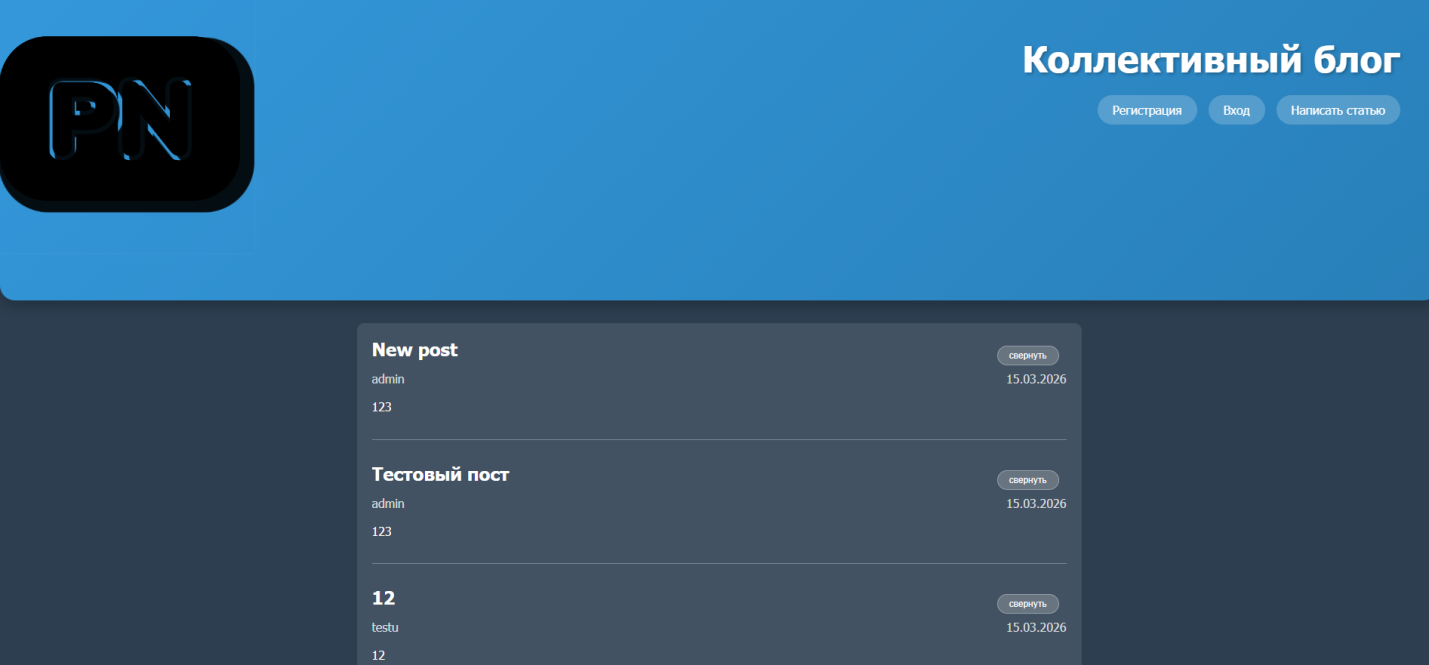 PN
Коллективный блог
Регистрация Вход Написать статью
New post свернуть
admin 15.03.2026
123
Тестовый пост свернуть
admin 15.03.2026
123
12 свернуть
testu 15.03.2026
12